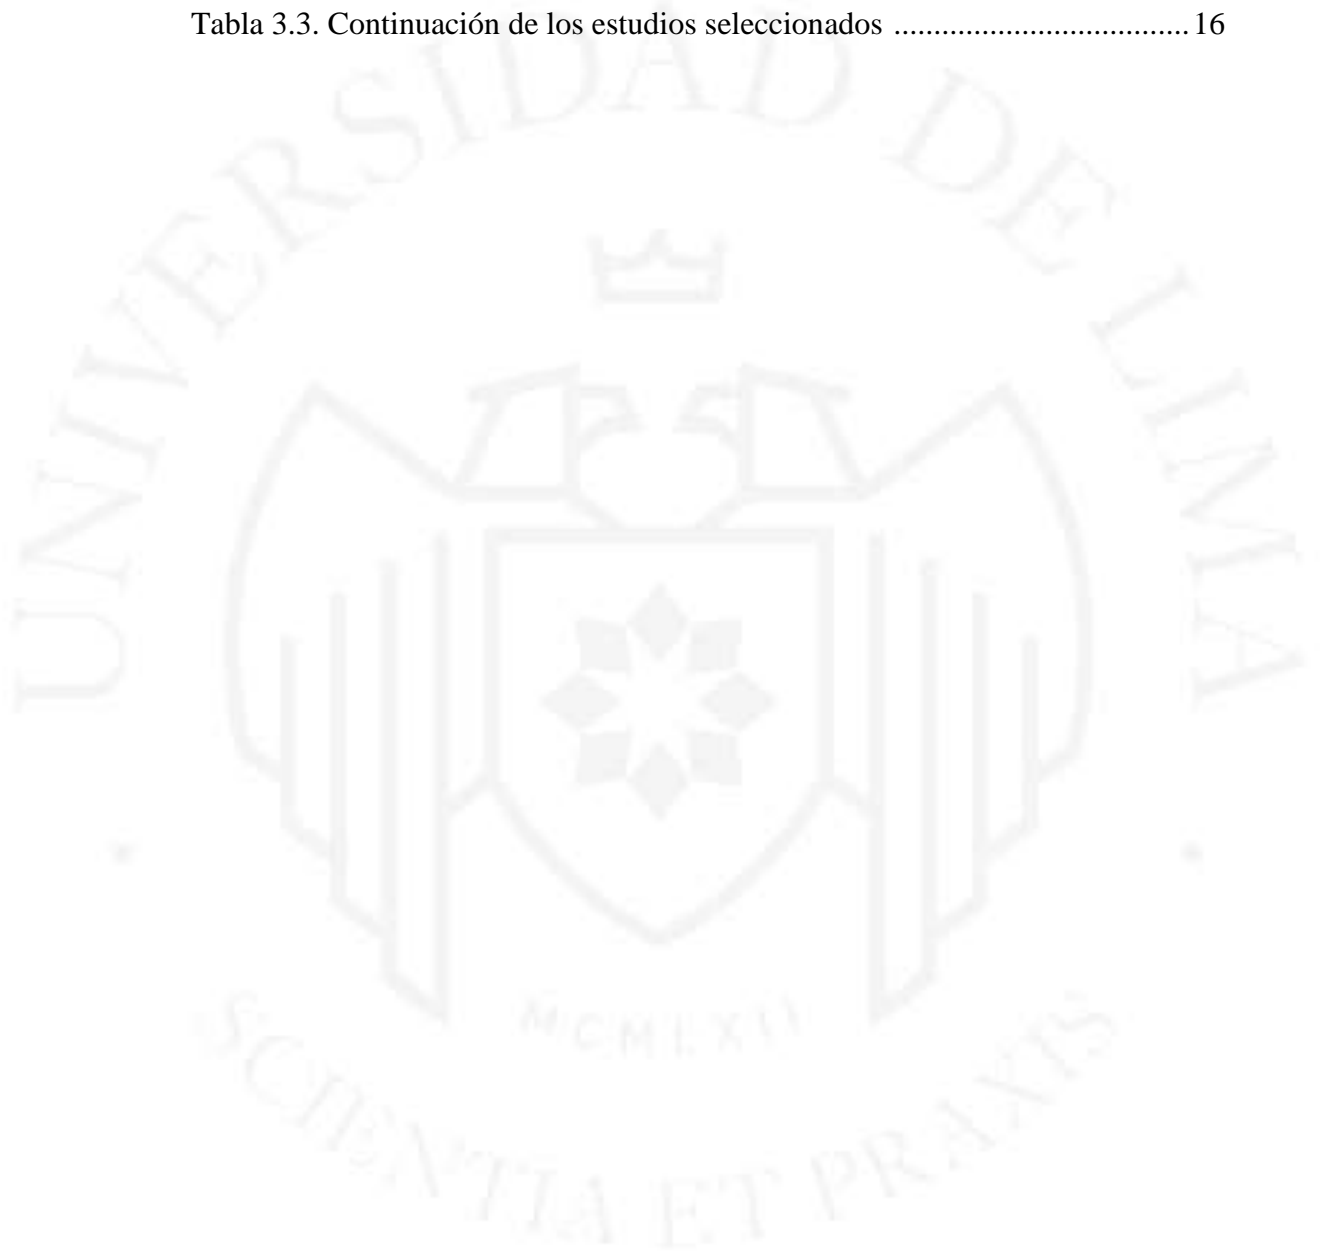 Tabla 3.3. Continuación de los estudios seleccionados .....................................16
UNIVERSIDAD DE LIMA
MCMLXII
SCIENTIA ET PRAXIS